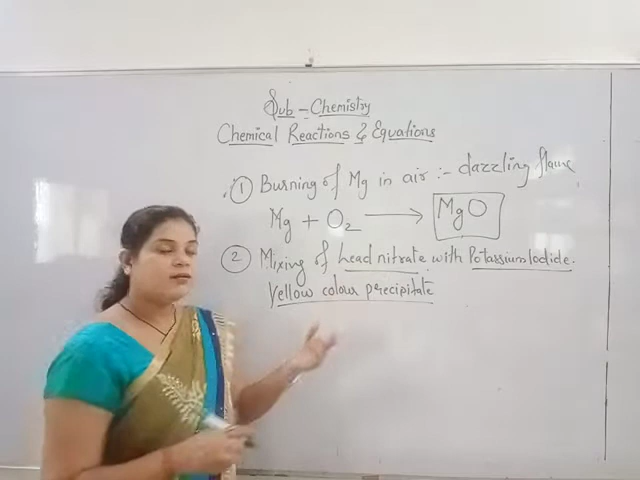 Sub - Chemistry
Chemical Reactions & Equations
① Burning of Mg in air :- dazzling flame
Mg + O₂ → MgO
② Mixing of Lead nitrate with Potassium Iodide.
Yellow colour perecipitate